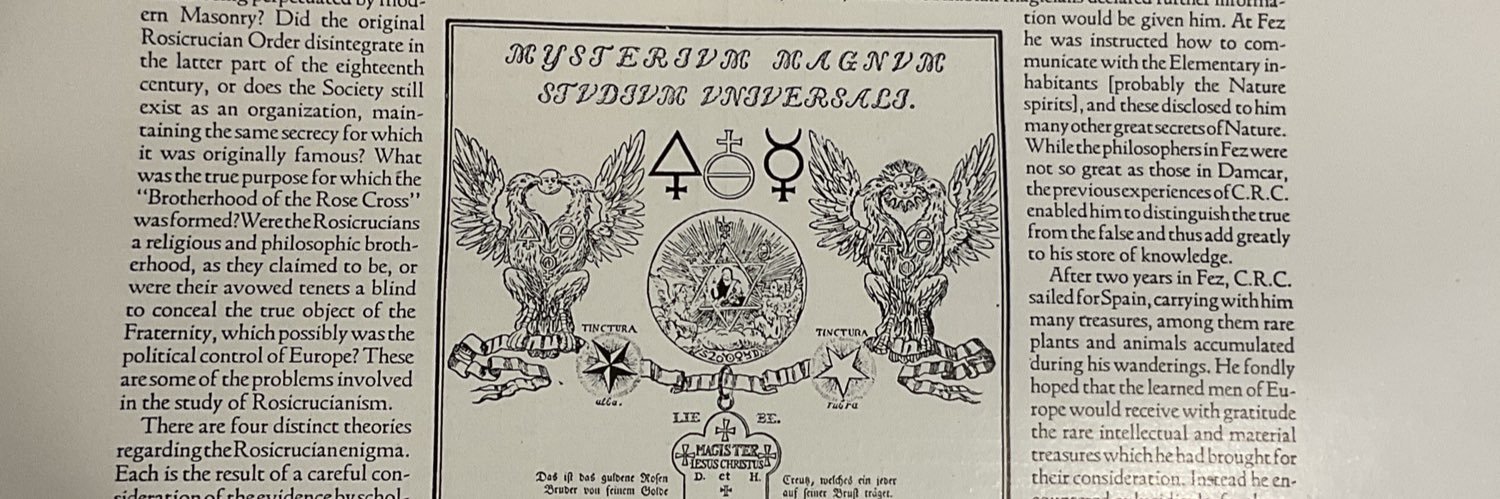 ern Masonry? Did the original
Rosicrucian Order disintegrate in
the latter part of the eighteenth
century, or does the Society still
exist as an organization, main-
taining the same secrecy for which
it was originally famous? What
was the true purpose for which the
"Brotherhood of the Rose Cross"
was formed? Were the Rosicrucians
a religious and philosophic broth-
erhood, as they claimed to be, or
were their avowed tenets a blind
to conceal the true object of the
Fraternity, which possibly was the
political control of Europe? These
are some of the problems involved
in the study of Rosicrucianism.
There are four distinct theories
regarding the Rosicrucian enigma.
Each is the result of a careful con-
sideration of the evidence by schol-
MYSTERIVM MAGNVM
STVDIVM VNIVERSALI.
TINCTURA
alba.
TINCTURA
rubra
LIE BE.
MAGISTER
IESUS CHRISTUS
D. et H.
Das ist das guldene Rosen
Bruder von feinem Golde
Creutz, welches ein jeder
auf seiner Brust träget.
tion would be given him. At Fez
he was instructed how to com-
municate with the Elementary in-
habitants [probably the Nature
spirits], and these disclosed to him
many other great secrets of Nature.
While the philosophers in Fez were
not so great as those in Damcar,
the previous experiences of C.R.C.
enabled him to distinguish the true
from the false and thus add greatly
to his store of knowledge.
After two years in Fez, C.R.C.
sailed for Spain, carrying with him
many treasures, among them rare
plants and animals accumulated
during his wanderings. He fondly
hoped that the learned men of Eu-
rope would receive with gratitude
the rare intellectual and material
treasures which he had brought for
their consideration. Instead he en-